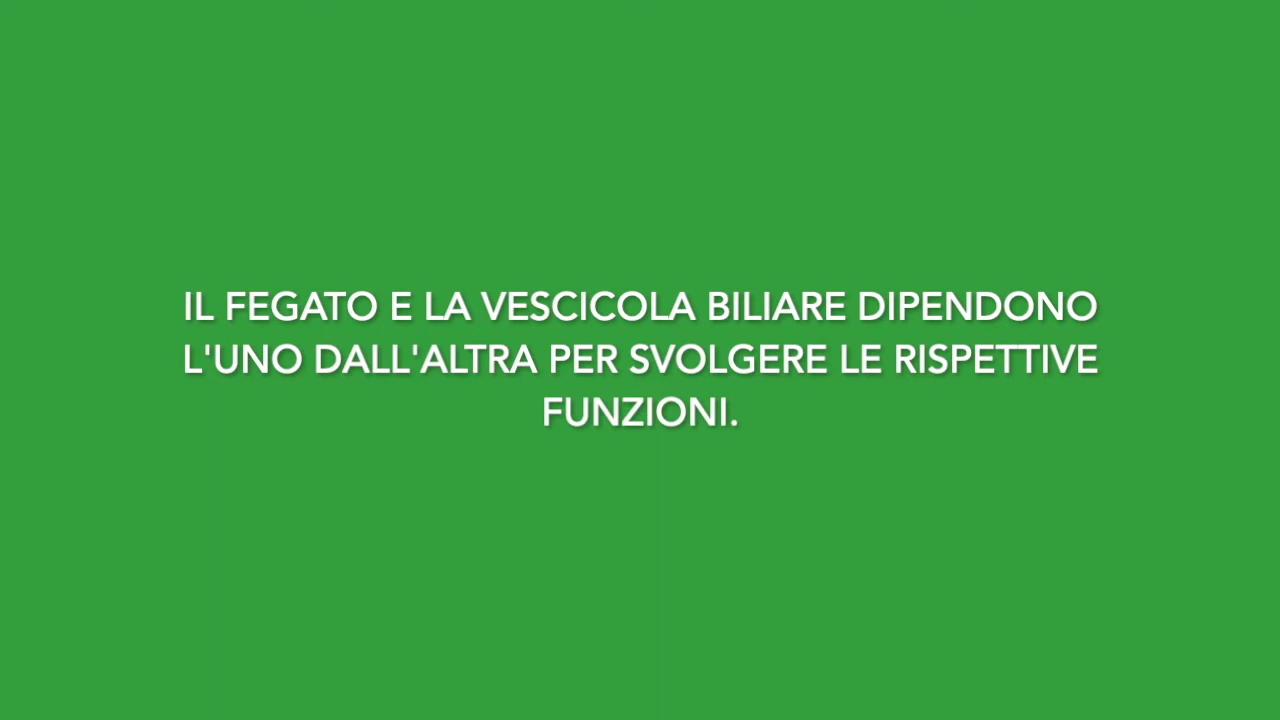 IL FEGATO E LA VESCICOLA BILIARE DIPENDONO
L'UNO DALL'ALTRA PER SVOLGERE LE RISPETTIVE
FUNZIONI.